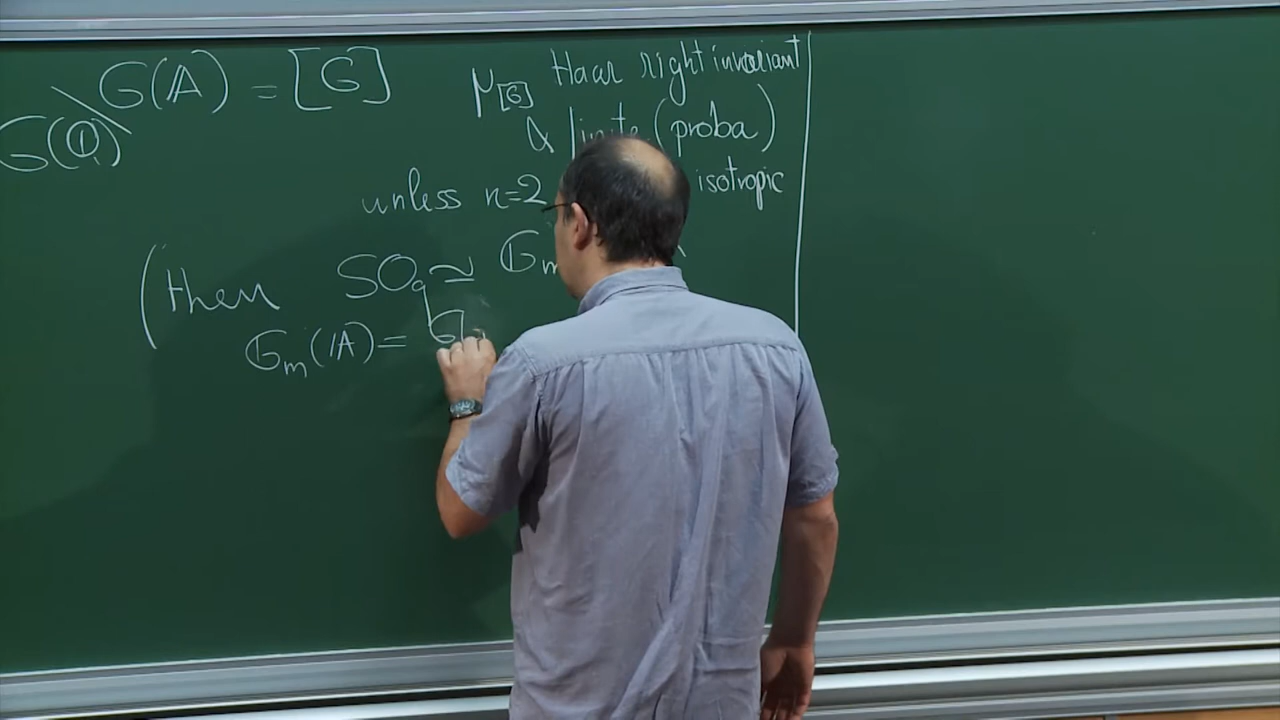 G(Q)\G(A) = [G]
μ[G] Haar right invariant
& finite (proba)
unless n=2 isotropic
(then SO_q ≃ G_m
G_m(A) =